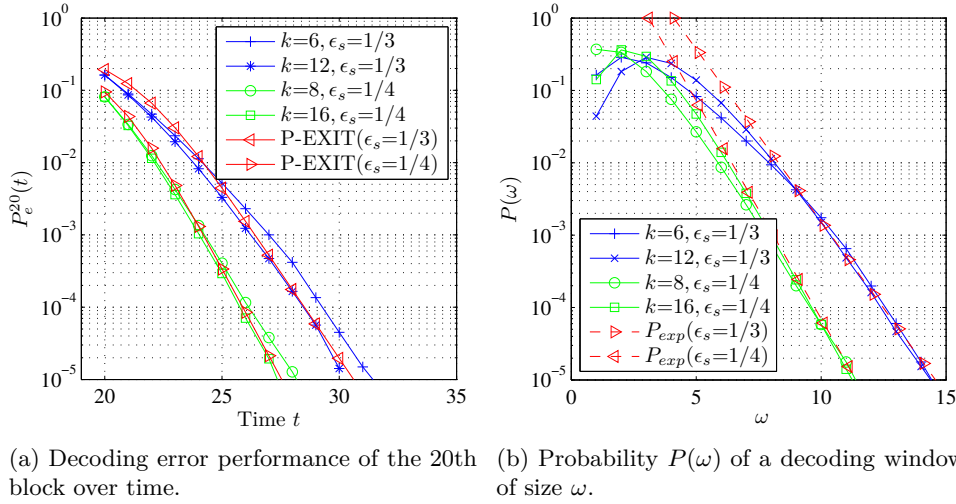 10^0
10^{-1}
10^{-2}
10^{-3}
10^{-4}
10^{-5}
P_e^{20}(t)
15 20 25 30 35
Time t
k=6, ϵ_s=1/3
k=12, ϵ_s=1/3
k=8, ϵ_s=1/4
k=16, ϵ_s=1/4
P-EXIT(ϵ_s=1/3)
P-EXIT(ϵ_s=1/4)
(a) Decoding error performance of the 20th
block over time.
10^0
10^{-1}
10^{-2}
10^{-3}
10^{-4}
10^{-5}
P(ω)
0 5 10 15
ω
k=6, ϵ_s=1/3
k=12, ϵ_s=1/3
k=8, ϵ_s=1/4
k=16, ϵ_s=1/4
P_{exp}(ϵ_s=1/3)
P_{exp}(ϵ_s=1/4)
(b) Probability P(ω) of a decoding window
of size ω.